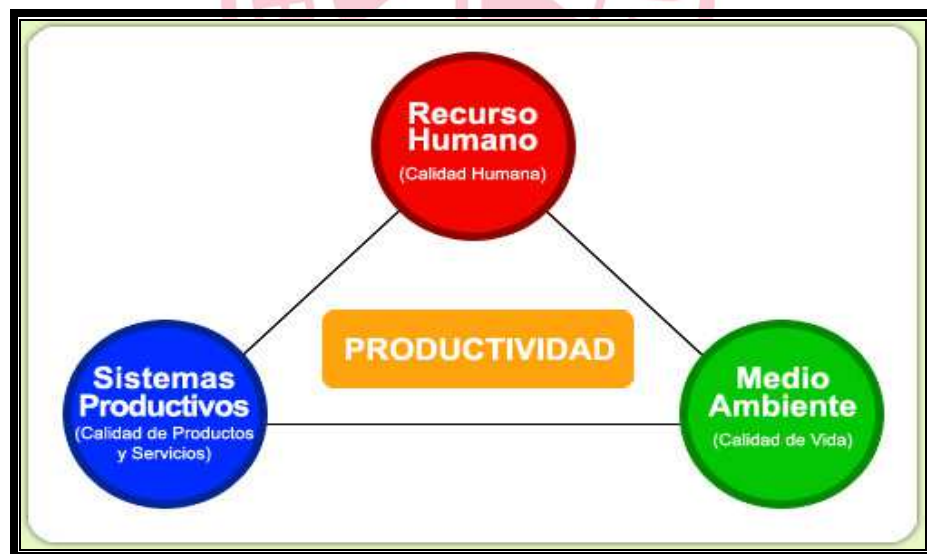 Recurso
Humano
(Calidad Humana)
PRODUCTIVIDAD
Sistemas
Productivos
(Calidad de Productos
y Servicios)
Medio
Ambiente
(Calidad de Vida)